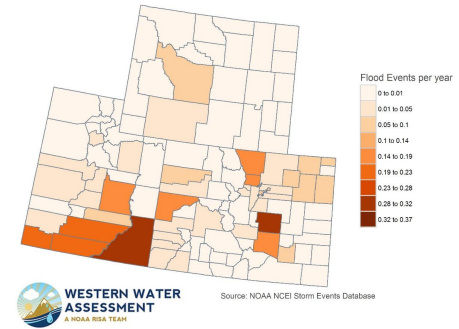 Flood Events per year
0 to 0.01
0.01 to 0.05
0.05 to 0.1
0.1 to 0.14
0.14 to 0.19
0.19 to 0.23
0.23 to 0.28
0.28 to 0.32
0.32 to 0.37
WESTERN WATER
ASSESSMENT
A NOAA RISA TEAM
Source: NOAA NCEI Storm Events Database